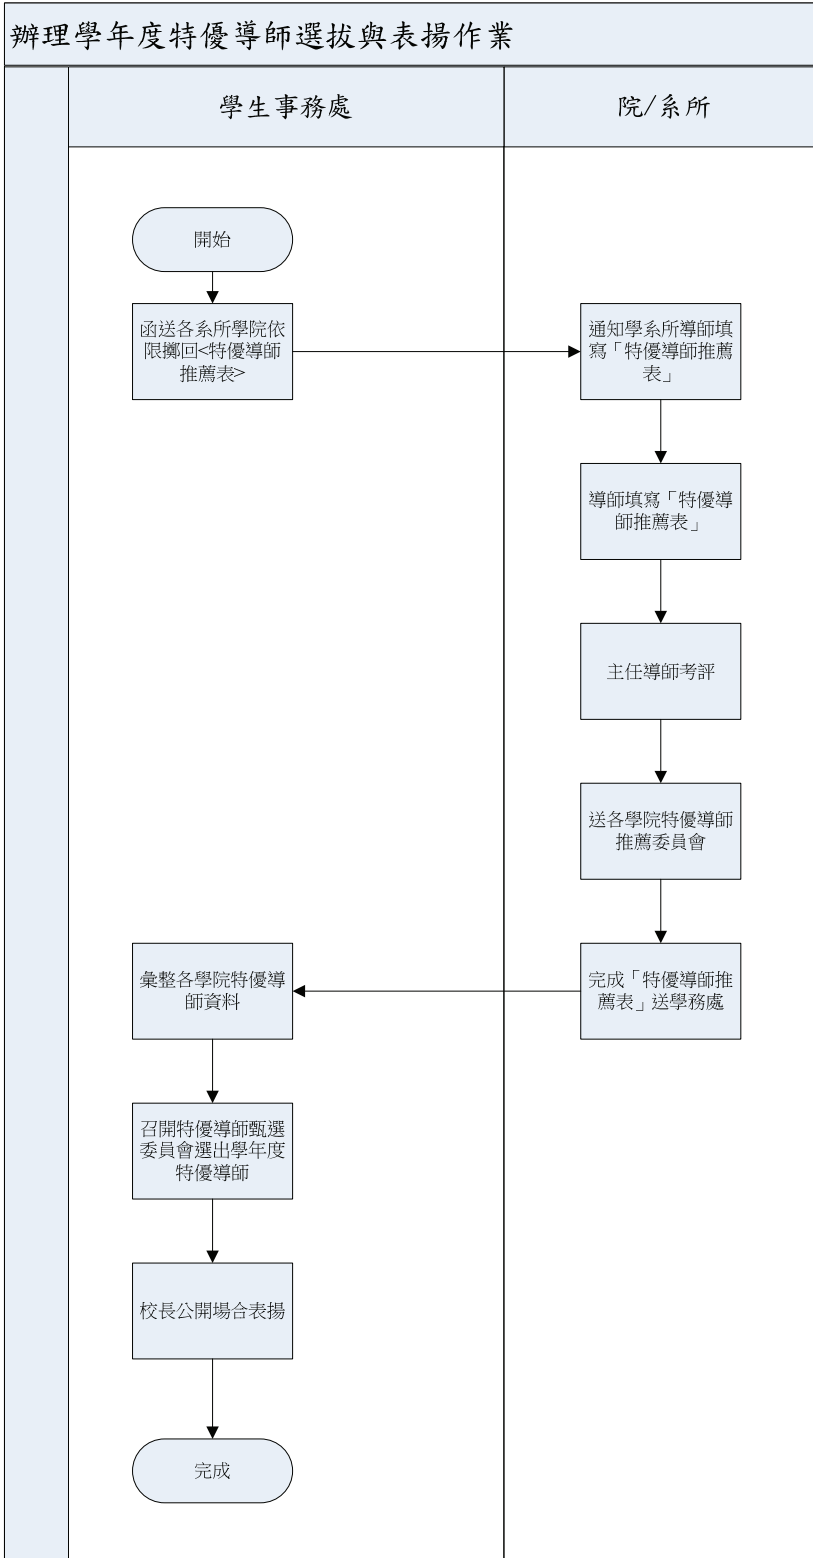 辦理學年度特優導師選拔與表揚作業
學生事務處
院/系所
開始
函送各系所學院依
限擲回<特優導師
推薦表>
通知學系所導師填
寫「特優導師推薦
表」
導師填寫「特優導
師推薦表」
主任導師考評
送各學院特優導師
推薦委員會
完成「特優導師推
薦表」送學務處
彙整各學院特優導
師資料
召開特優導師甄選
委員會選出學年度
特優導師
校長公開場合表揚
完成